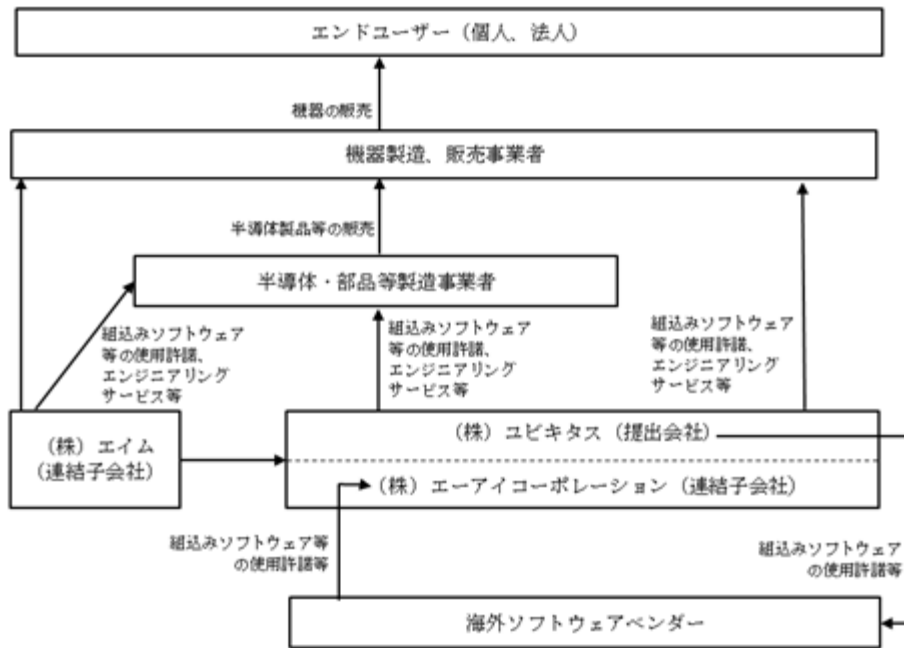 エンドユーザー（個人、法人）
機器の販売
機器製造、販売事業者
半導体製品等の販売
半導体・部品等製造事業者
組込みソフトウェア
等の使用許諾、
エンジニアリング
サービス等
組込みソフトウェア
等の使用許諾、
エンジニアリング
サービス等
組込みソフトウェア
等の使用許諾、
エンジニアリング
サービス等
（株）エイム
（連結子会社）
（株）ユビキタス（提出会社）
（株）エーアイコーポレーション（連結子会社）
組込みソフトウェア等
の使用許諾等
組込みソフトウェア
の使用許諾等
海外ソフトウェアベンダー